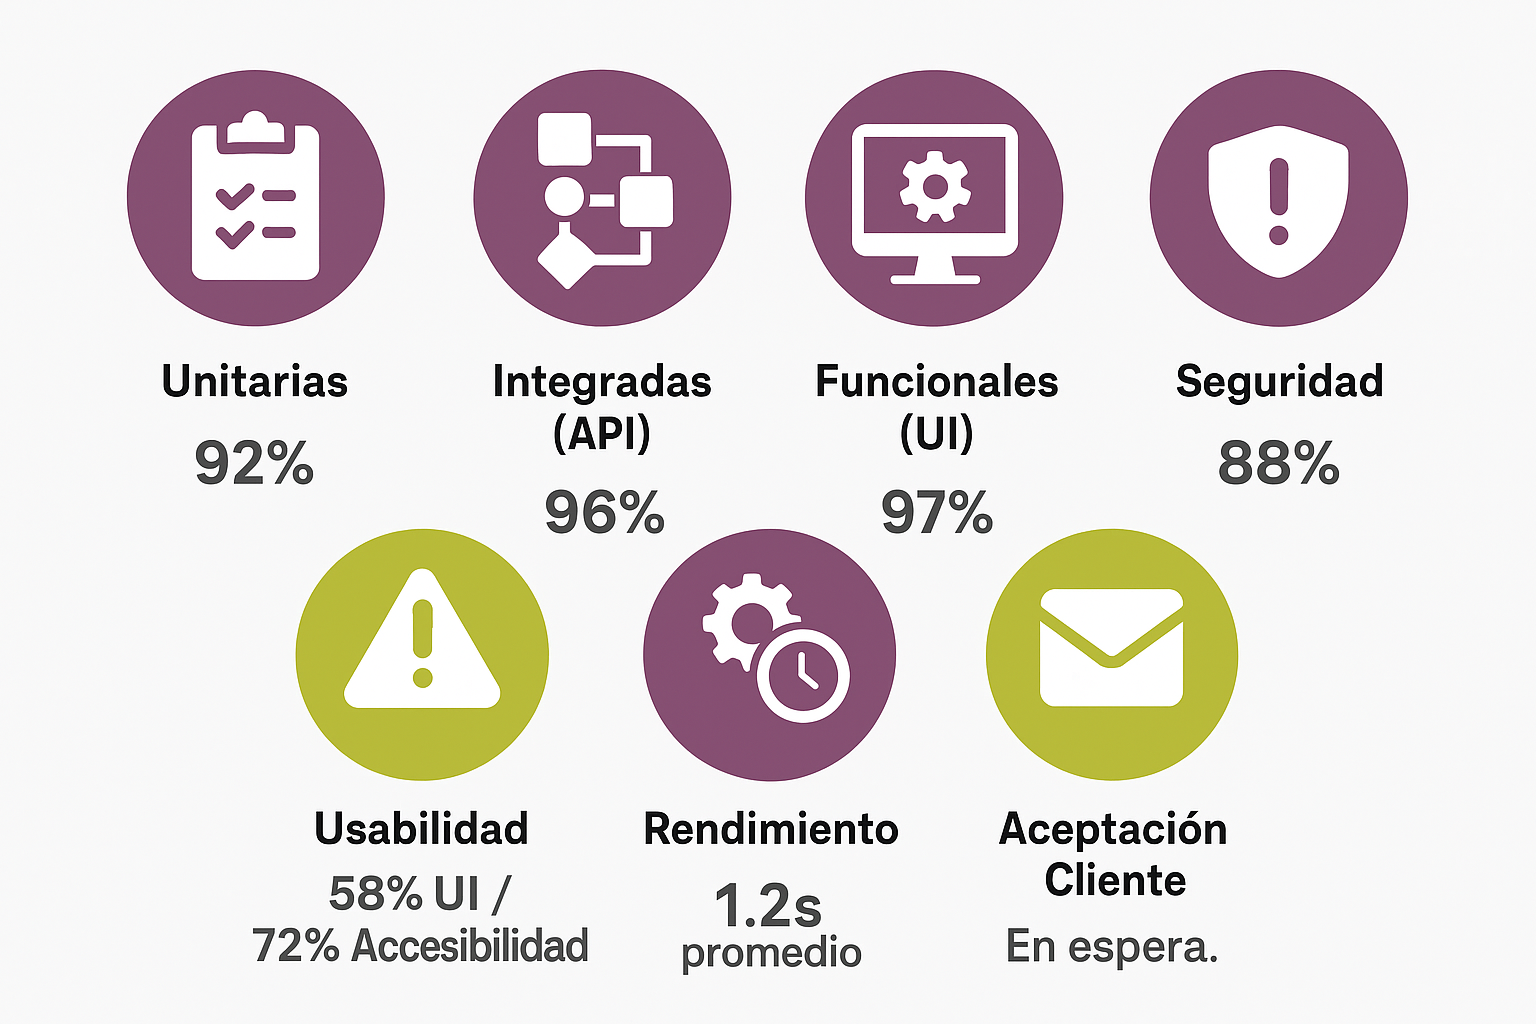 Unitarias
92%
Integradas
(API)
96%
Funcionales
(UI)
97%
Seguridad
88%
Usabilidad
58% UI /
72% Accesibilidad
Rendimiento
1.2s
promedio
Aceptación
Cliente
En espera.